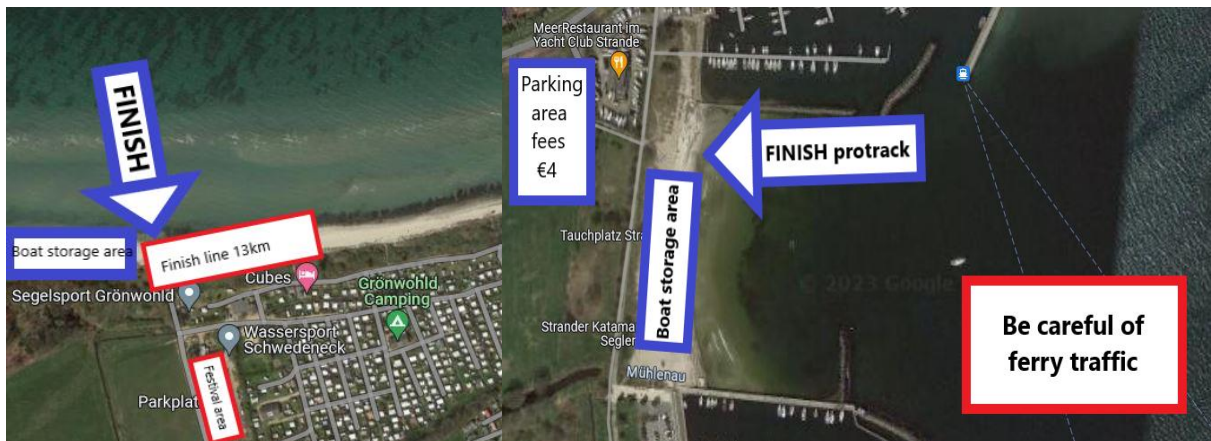 FINISH
Boat storage area
Finish line 13km
Cubes
Segelsport Grönwohld
Grönwohld
Camping
Wassersport
Schwedeneck
Parkplat
Festival area
MeerRestaurant im
Yacht Club Strande
Parking
area
fees
€4
FINISH protrack
Boat storage area
Tauchplatz Stra
© 2023 Google
Strander Katama
Segler
Mühlenau
Be careful of
ferry traffic